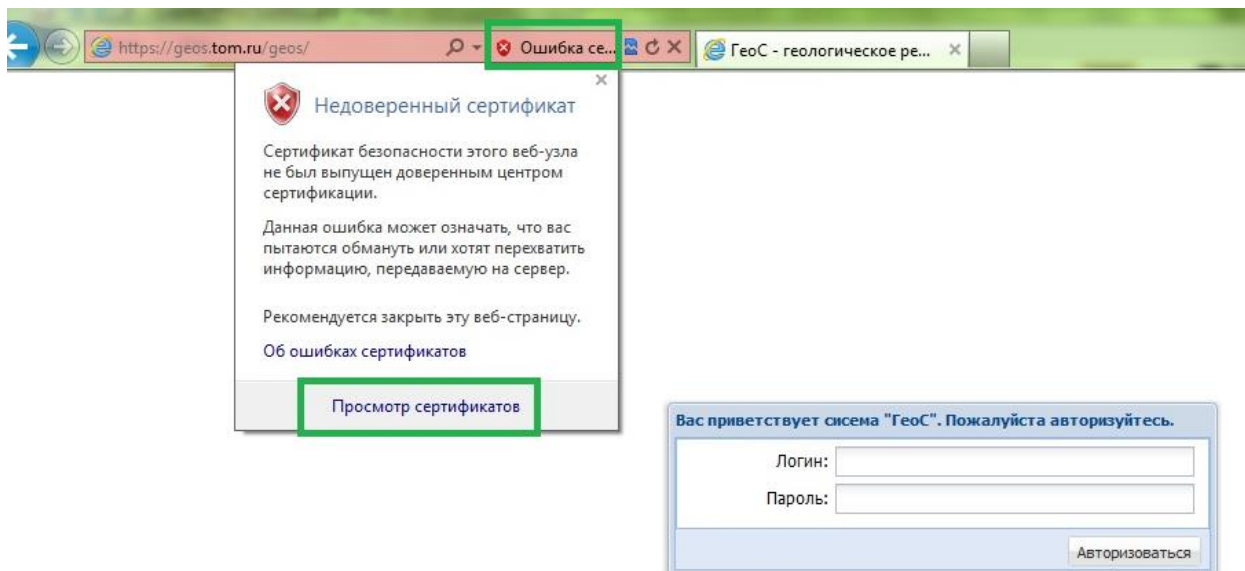 https://geos.tom.ru/geos/
Ошибка се...
ГеоС - геологическое ре...
Недоверенный сертификат
Сертификат безопасности этого веб-узла
не был выпущен доверенным центром
сертификации.
Данная ошибка может означать, что вас
пытаются обмануть или хотят перехватить
информацию, передаваемую на сервер.
Рекомендуется закрыть эту веб-страницу.
Об ошибках сертификатов
Просмотр сертификатов
Вас приветствует сисема "ГеоС". Пожалуйста авторизуйтесь.
Логин:
Пароль:
Авторизоваться